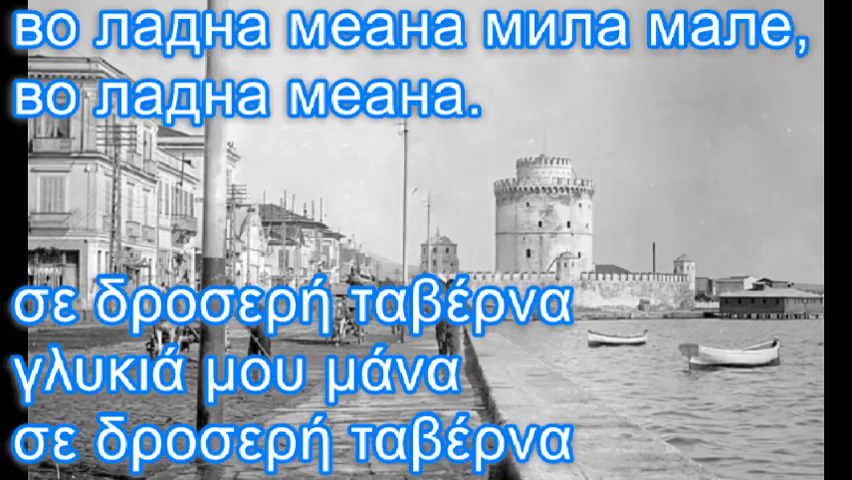 во ладна меана мила мале,
во ладна меана.
σε δροσερή ταβέρνα
γλυκιά μου μάνα
σε δροσερή ταβέρνα